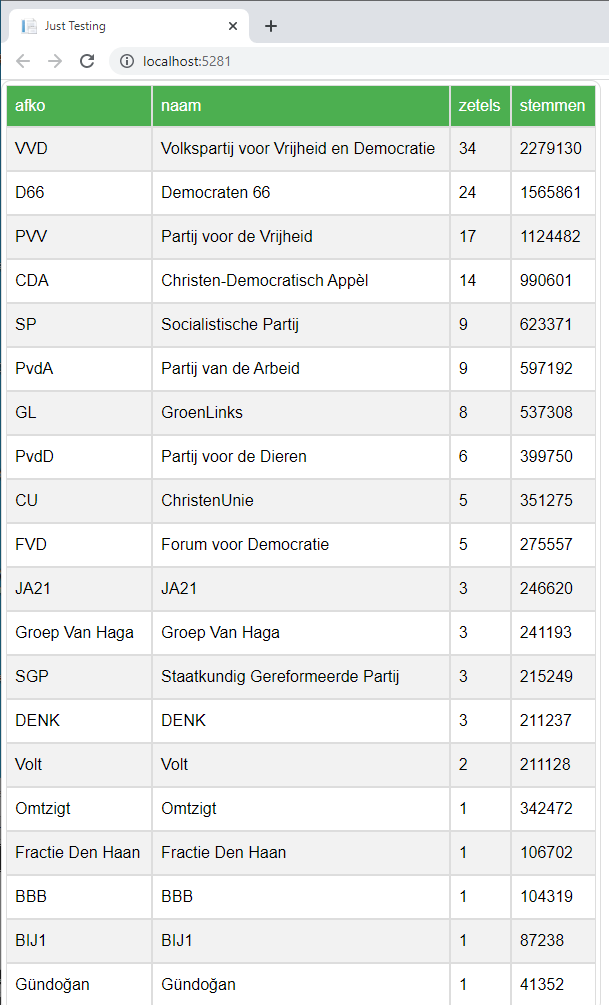 Just Testing
localhost:5281
afko naam zetels stemmen
VVD Volkspartij voor Vrijheid en Democratie 34 2279130
D66 Democraten 66 24 1565861
PVV Partij voor de Vrijheid 17 1124482
CDA Christen-Democratisch Appèl 14 990601
SP Socialistische Partij 9 623371
PvdA Partij van de Arbeid 9 597192
GL GroenLinks 8 537308
PvdD Partij voor de Dieren 6 399750
CU ChristenUnie 5 351275
FVD Forum voor Democratie 5 275557
JA21 JA21 3 246620
Groep Van Haga Groep Van Haga 3 241193
SGP Staatkundig Gereformeerde Partij 3 215249
DENK DENK 3 211237
Volt Volt 2 211128
Omtzigt Omtzigt 1 342472
Fractie Den Haan Fractie Den Haan 1 106702
BBB BBB 1 104319
BIJ1 BIJ1 1 87238
Gündoğan Gündoğan 1 41352